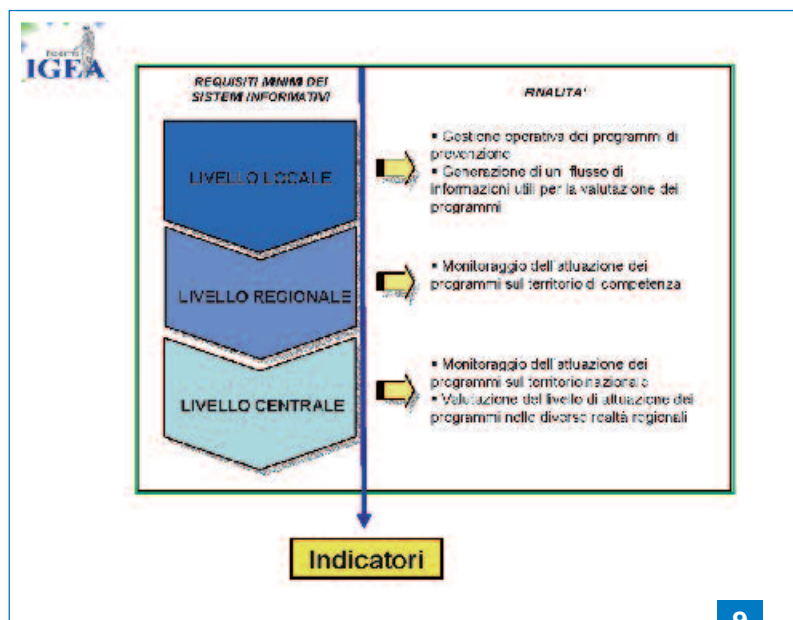 PROGETTO
IGEA
REQUISITI MINIMI DEI
SISTEMI INFORMATIVI
FINALITA'
LIVELLO LOCALE
▪ Gestione operativa dei programmi di
prevenzione
▪ Generazione di un flusso di
informazioni utili per la valutazione dei
programmi
LIVELLO REGIONALE
▪ Monitoraggio dell'attuazione dei
programmi sul territorio di competenza
LIVELLO CENTRALE
▪ Monitoraggio dell'attuazione dei
programmi sul territorio nazionale
▪ Valutazione del livello di attuazione dei
programmi nelle diverse realtà regionali
Indicatori
9